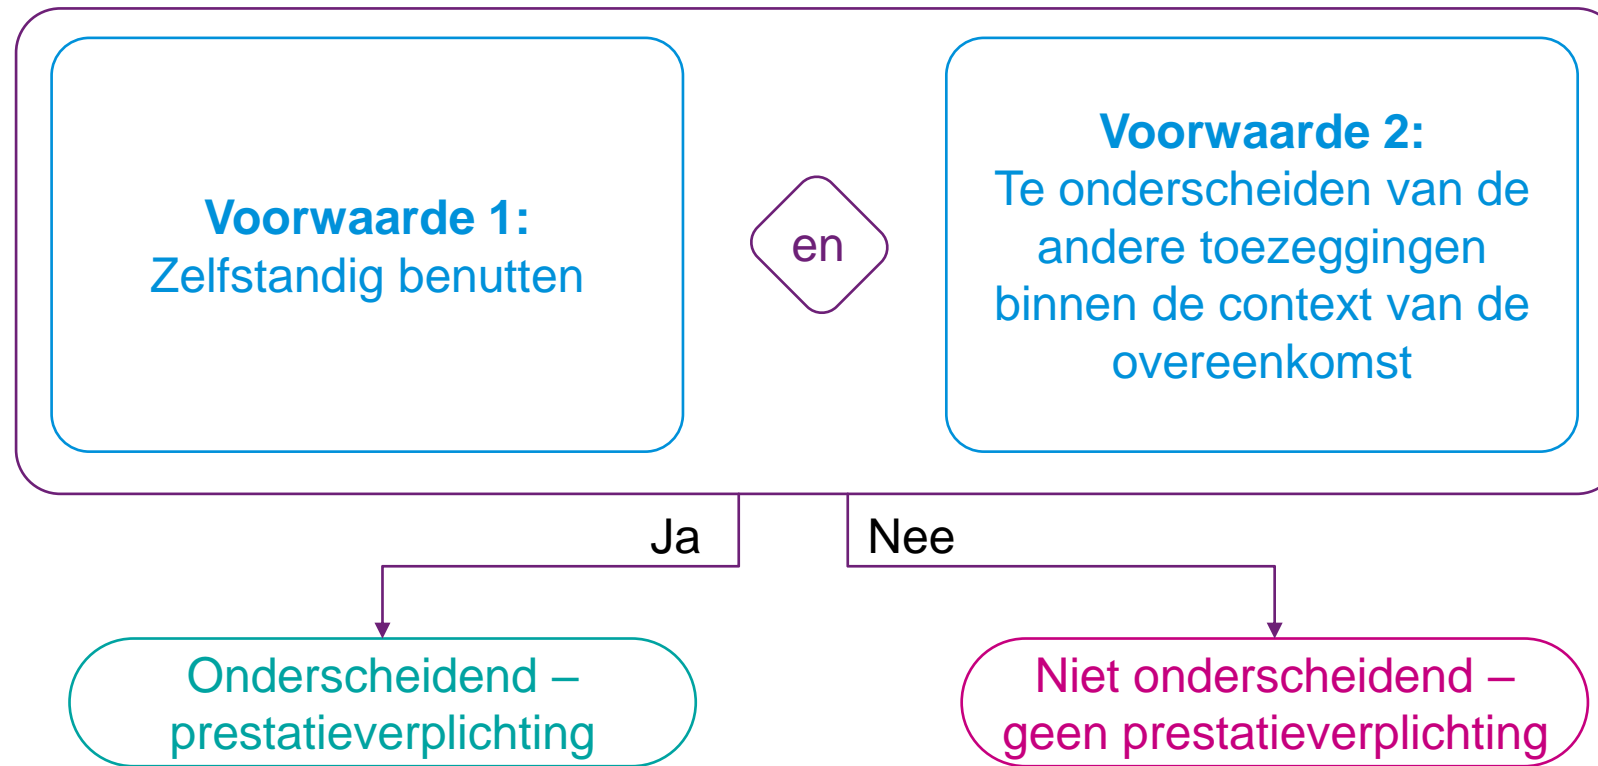 Voorwaarde 1:
Zelfstandig benutten
en
Voorwaarde 2:
Te onderscheiden van de
andere toezeggingen
binnen de context van de
overeenkomst
Ja
Nee
Onderscheidend –
prestatieverplichting
Niet onderscheidend –
geen prestatieverplichting